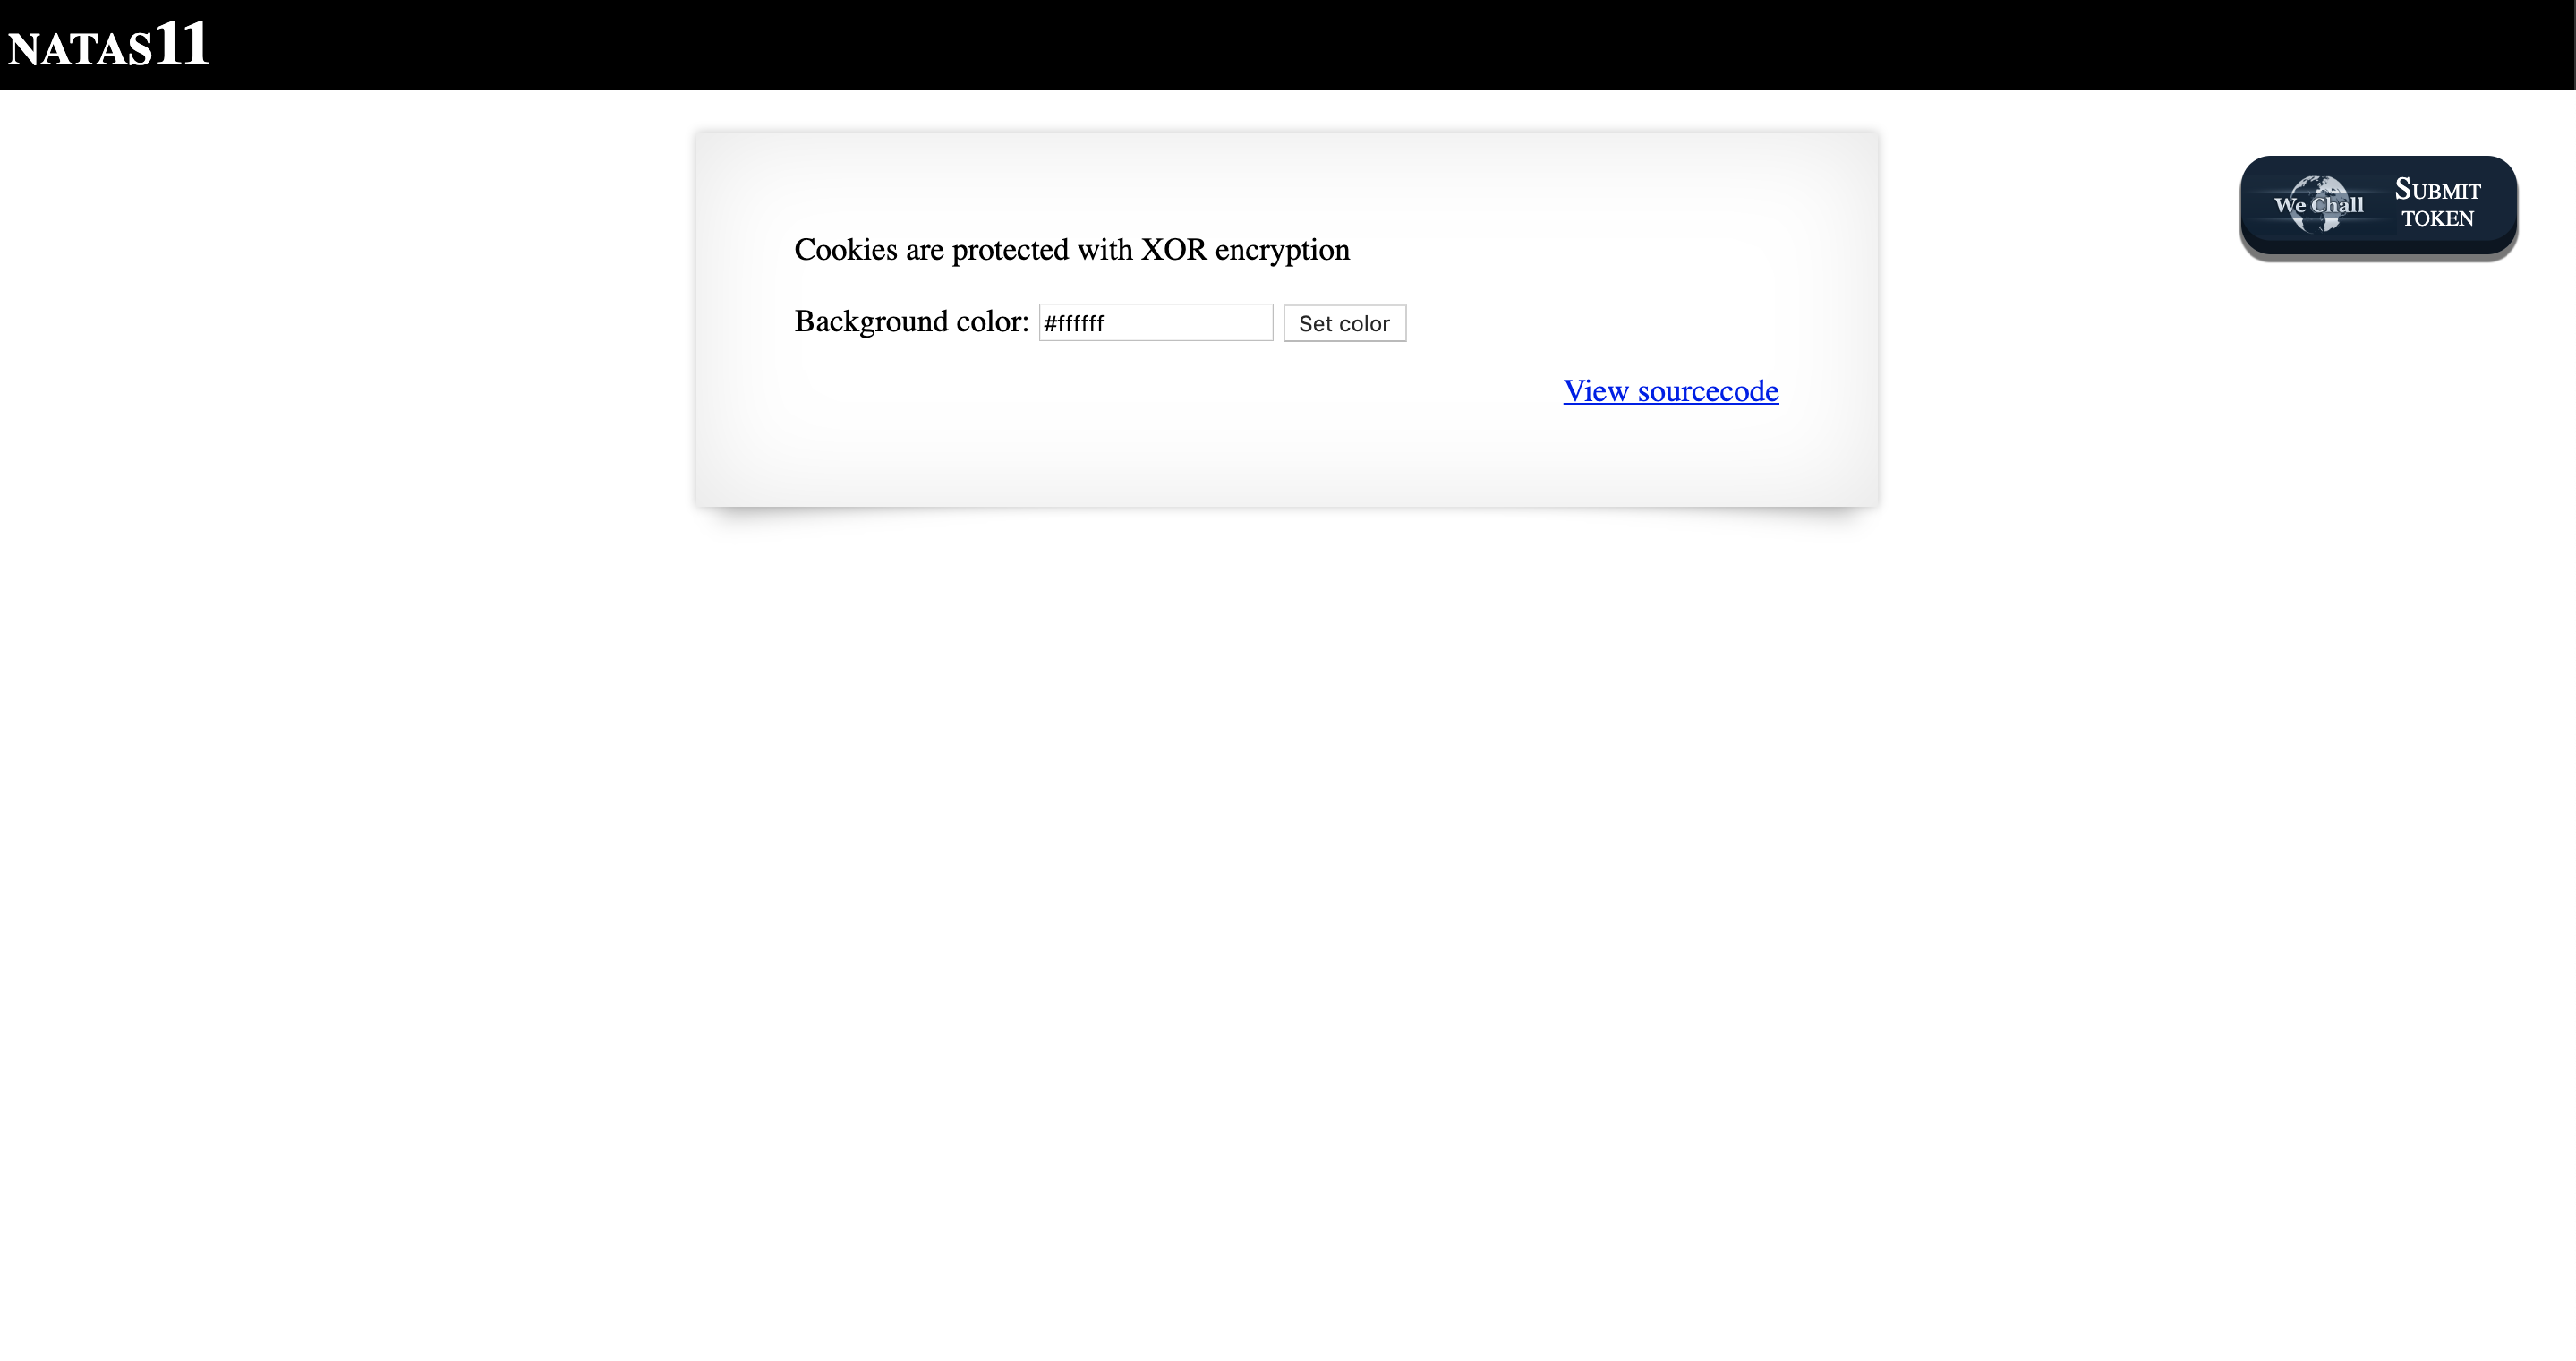 NATAS11
Cookies are protected with XOR encryption
Background color: #ffffff Set color
View sourcecode
We Chall
SUBMIT
TOKEN